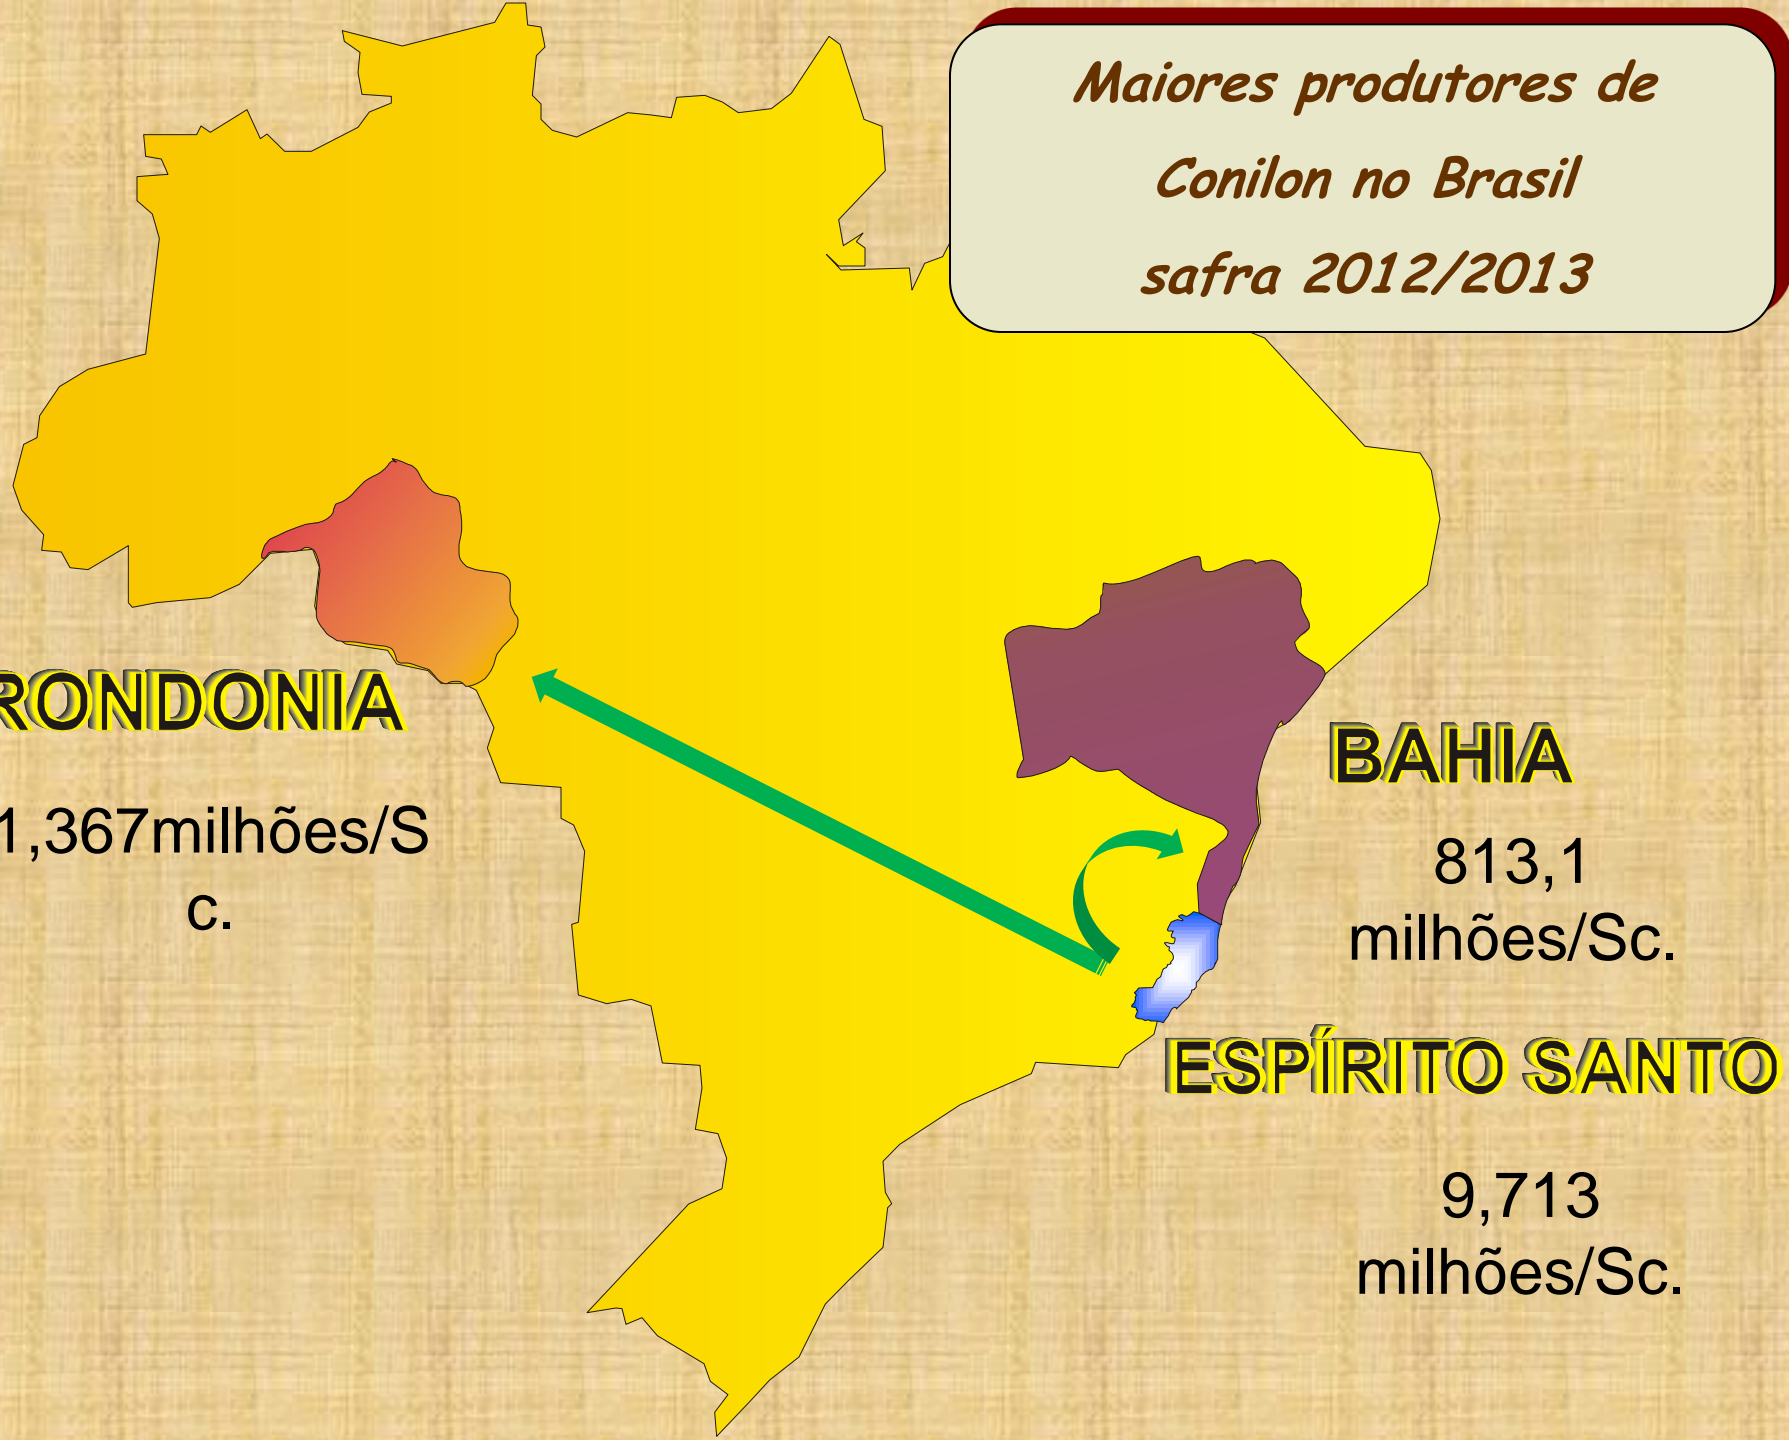 Maiores produtores de
Conilon no Brasil
safra 2012/2013
RONDONIA
1,367milhões/S
c.
BAHIA
813,1
milhões/Sc.
ESPÍRITO SANTO
9,713
milhões/Sc.